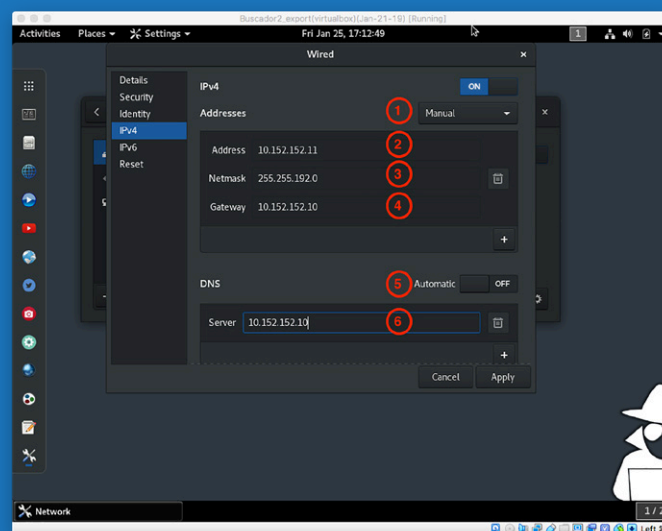 Buscador2_export(virtualbox)(Jan-21-19) [Running]
Activities Places Settings Fri Jan 25, 17:12:49 1
Wired
Details
Security
Identity
IPv4
IPv6
Reset
IPv4 ON
Addresses 1 Manual
Address 10.152.152.11 2
Netmask 255.255.192.0 3
Gateway 10.152.152.10 4
+
DNS 5 Automatic OFF
Server 10.152.152.10 6
+
Cancel Apply
Network 1 / 2
Left